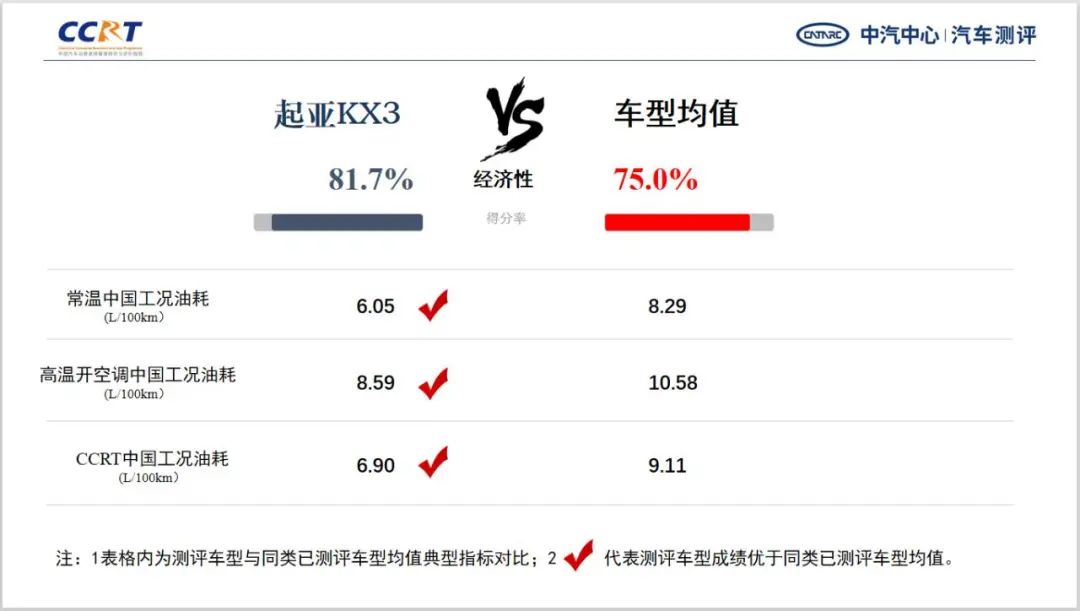 CCRT
CATARC 中汽中心 | 汽车测评
起亚KX3
VS
车型均值
81.7%
经济性
75.0%
得分率
常温中国工况油耗
(L/100km)
6.05
8.29
高温开空调中国工况油耗
(L/100km)
8.59
10.58
CCRT中国工况油耗
(L/100km)
6.90
9.11
注：1表格内为测评车型与同类已测评车型均值典型指标对比；2 代表测评车型成绩优于同类已测评车型均值。